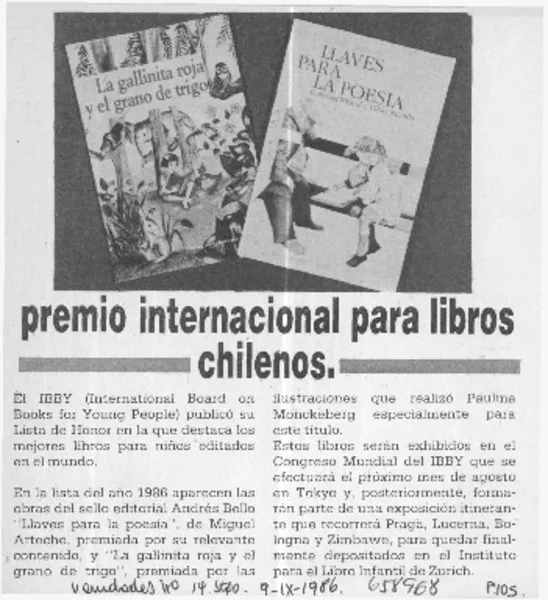 La gallinita roja
y el grano de trigo
LLAVES
PARA
LA POESIA
premio internacional para libros
chilenos.
El IBBY (International Board on
Books for Young People) publicó su
Lista de Honor en la que destaca los
mejores libros para niños editados
en el mundo.
En la lista del año 1986 aparecen las
obras del sello editorial Andrés Bello
"Llaves para la poesía", de Miguel
Arteche, premiada por su relevante
contenido, y "La gallinita roja y el
grano de trigo", premiada por las
ilustraciones que realizó Paulina
Monckeberg especialmente para
este título.
Estos libros serán exhibidos en el
Congreso Mundial del IBBY que se
efectuará el próximo mes de agosto
en Tokyo y, posteriormente, forma-
rán parte de una exposición itineran-
te que recorrerá Praga, Lucerna, Bo-
logna y Zimbawe, para quedar final-
mente depositados en el Instituto
para el Libro Infantil de Zurich.
9-IX-1986. 658968 P105.